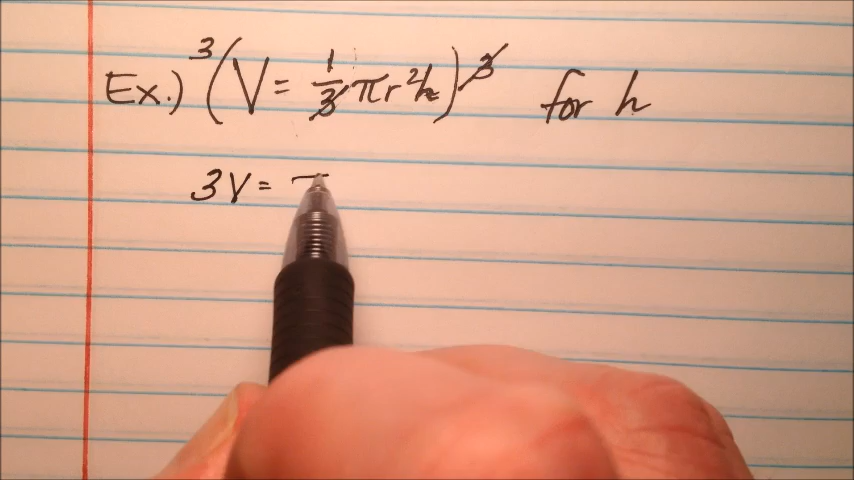 Ex.) 3(V = 1/3 πr²h)3 for h
3V =